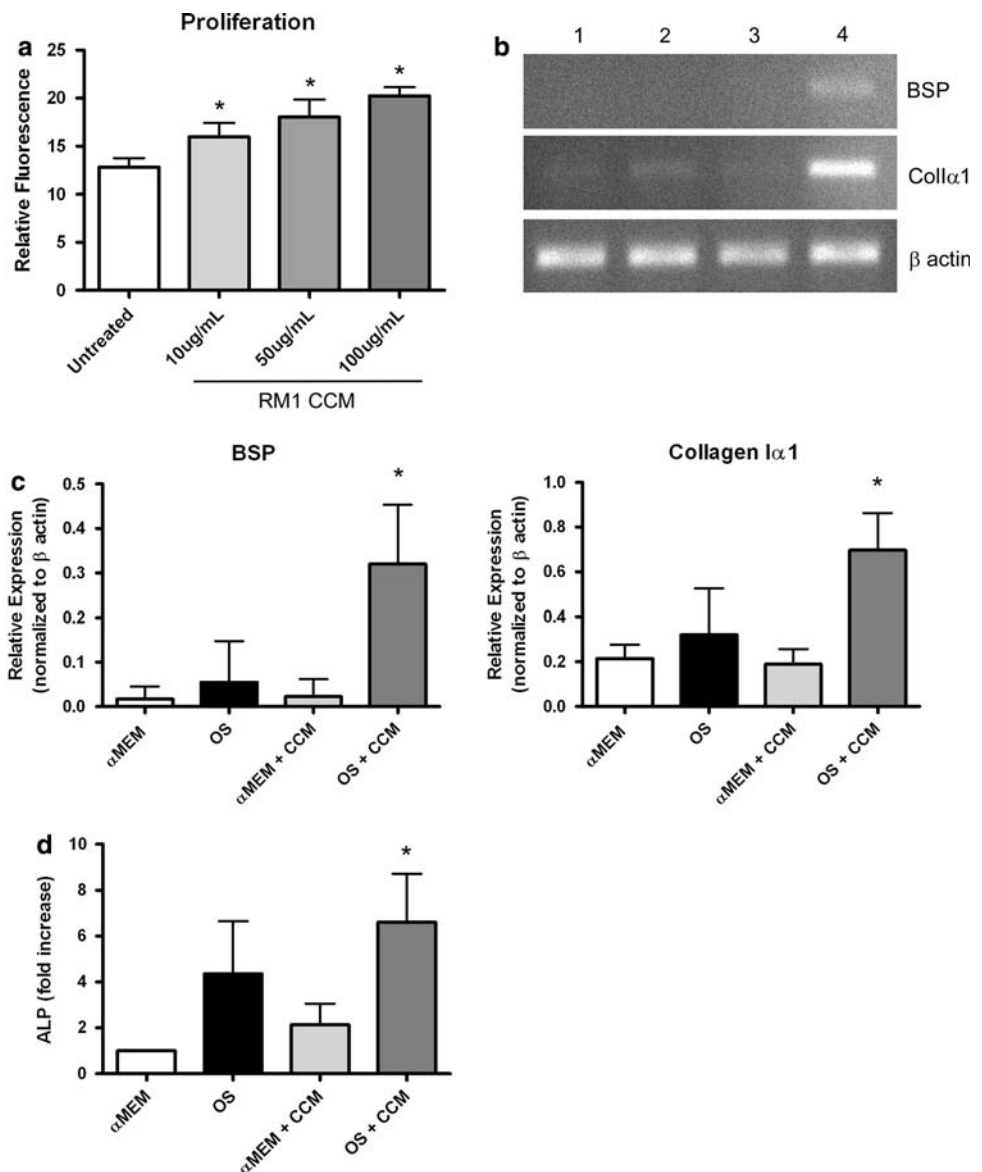 a
Proliferation
Relative Fluorescence
25
20
15
10
5
0
*
*
*
Untreated
10ug/mL
50ug/mL
100ug/mL
RM1 CCM
b
1 2 3 4
BSP
Collα1
β actin
c
BSP
Relative Expression
(normalized to β actin)
0.5
0.4
0.3
0.2
0.1
0.0
*
αMEM
OS
αMEM + CCM
OS + CCM
Collagen Iα1
Relative Expression
(normalized to β actin)
1.0
0.8
0.6
0.4
0.2
0.0
*
αMEM
OS
αMEM + CCM
OS + CCM
d
ALP (fold increase)
10
8
6
4
2
0
*
αMEM
OS
αMEM + CCM
OS + CCM